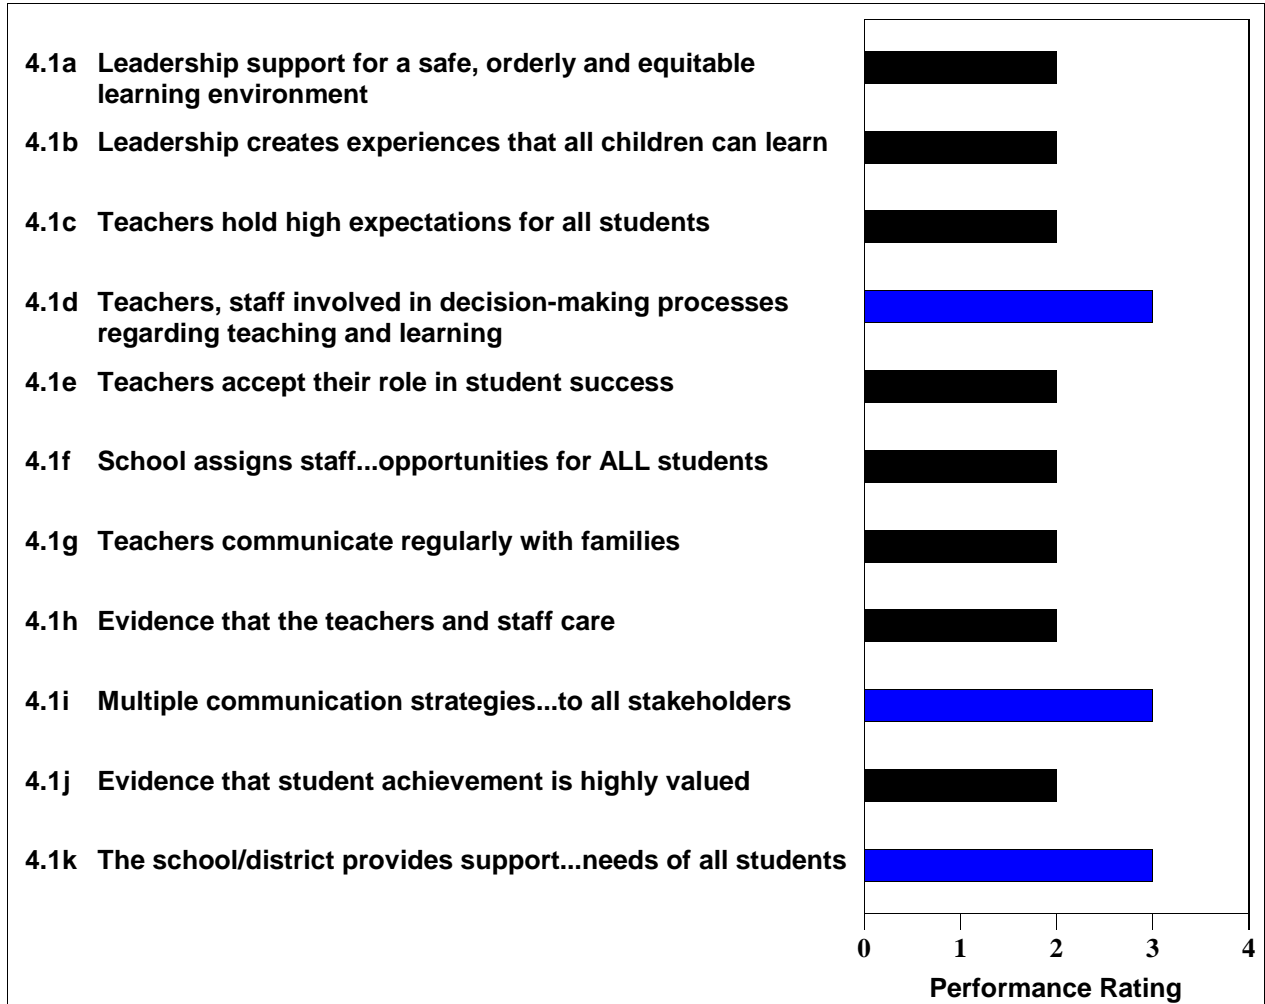 4.1a Leadership support for a safe, orderly and equitable
learning environment
4.1b Leadership creates experiences that all children can learn
4.1c Teachers hold high expectations for all students
4.1d Teachers, staff involved in decision-making processes
regarding teaching and learning
4.1e Teachers accept their role in student success
4.1f School assigns staff...opportunities for ALL students
4.1g Teachers communicate regularly with families
4.1h Evidence that the teachers and staff care
4.1i Multiple communication strategies...to all stakeholders
4.1j Evidence that student achievement is highly valued
4.1k The school/district provides support...needs of all students
0 1 2 3 4
Performance Rating